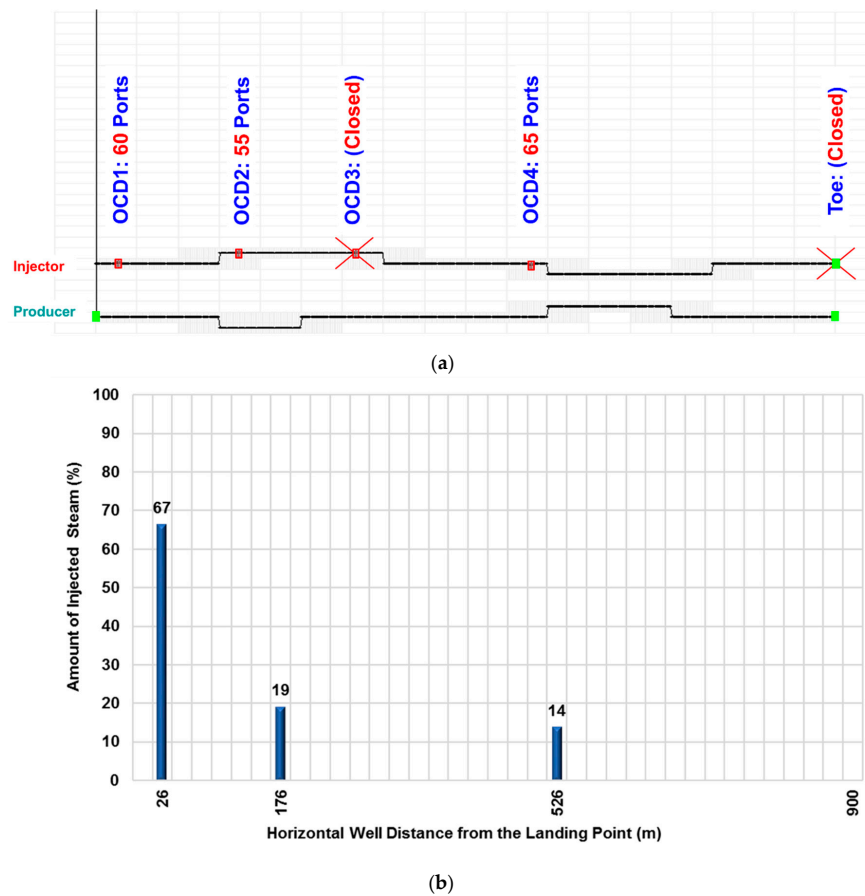 OCD1: 60 Ports
OCD2: 55 Ports
OCD3: (Closed)
OCD4: 65 Ports
Toe: (Closed)
Injector
Producer
(a)
100
90
80
70
60
50
40
30
20
10
0
Amount of Injected Steam (%)
67
19
14
26
176
526
900
Horizontal Well Distance from the Landing Point (m)
(b)